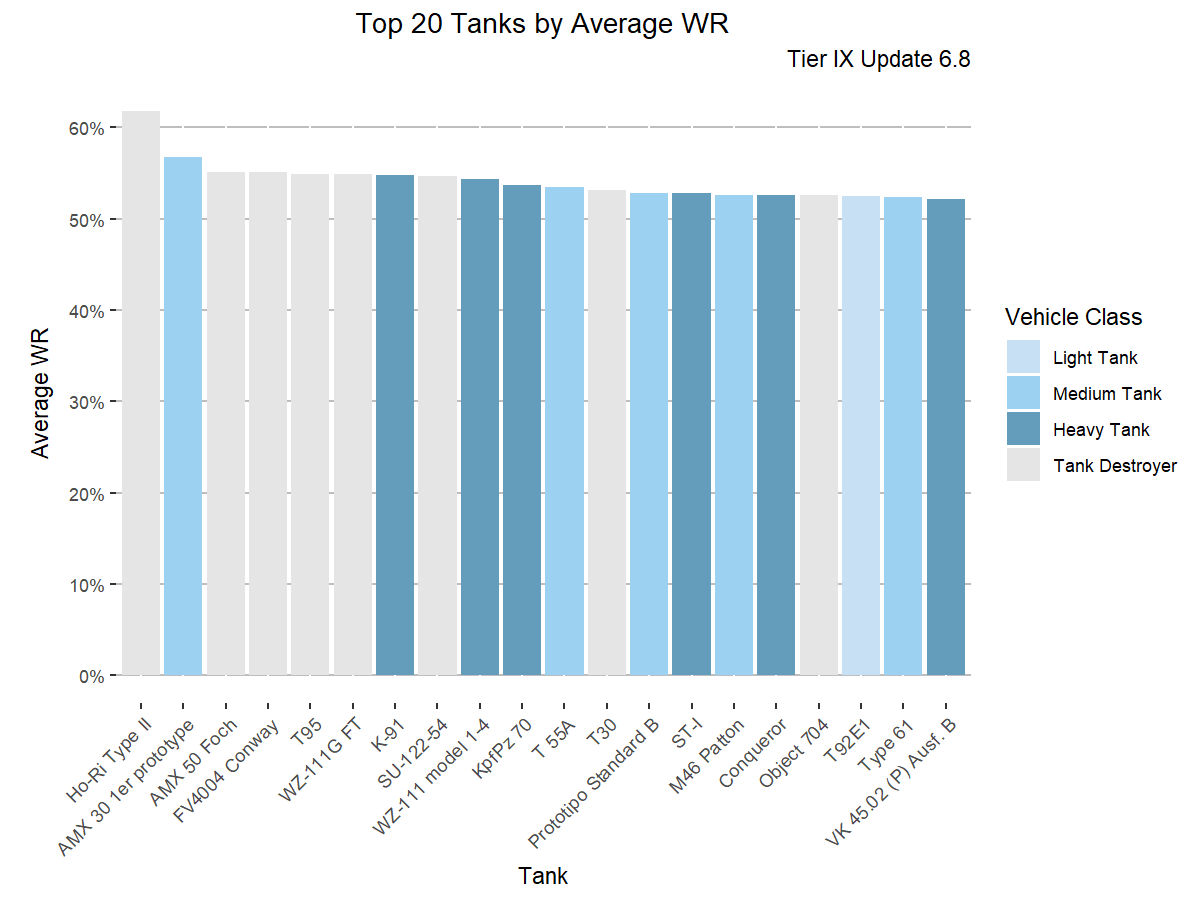 Top 20 Tanks by Average WR
Tier IX Update 6.8
Average WR
60%
50%
40%
30%
20%
10%
0%
Ho-Ri Type II
AMX 30 1er prototype
AMX 50 Foch
FV4004 Conway
T95
WZ-111G FT
K-91
SU-122-54
WZ-111 model 1-4
KpfPz 70
T 55A
T30
Prototipo Standard B
ST-I
M46 Patton
Conqueror
Object 704
T92E1
Type 61
VK 45.02 (P) Ausf. B
Tank
Vehicle Class
Light Tank
Medium Tank
Heavy Tank
Tank Destroyer